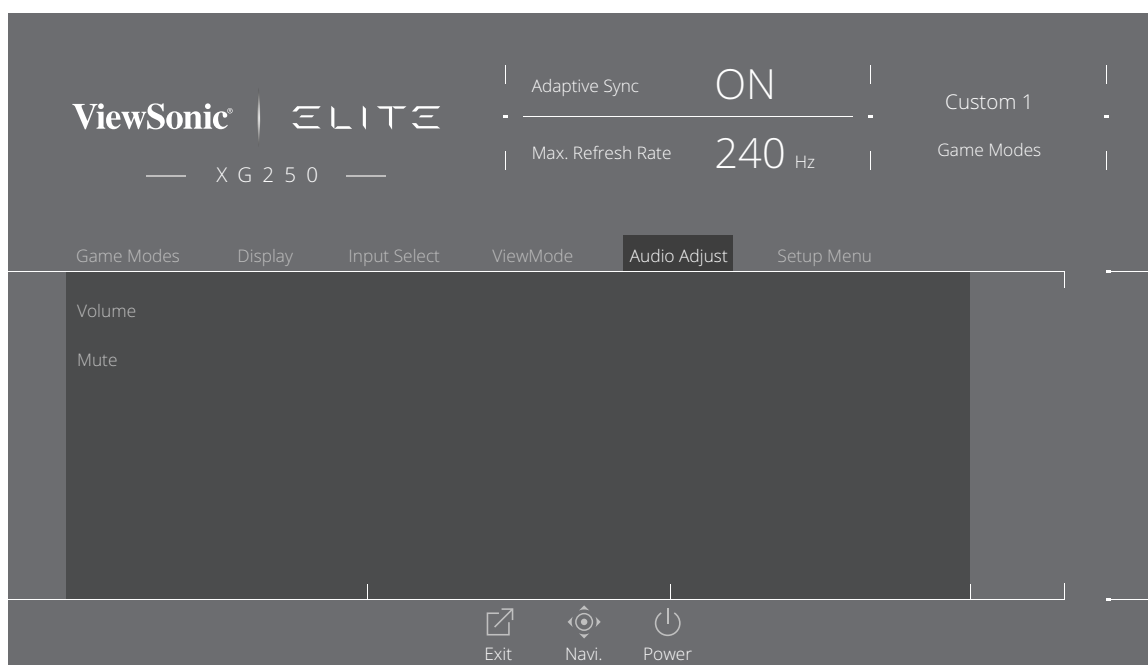 ViewSonic® ELITE
XG250
Adaptive Sync ON
Max. Refresh Rate 240 Hz
Custom 1
Game Modes
Game Modes Display Input Select ViewMode Audio Adjust Setup Menu
Volume
Mute
Exit Navi. Power